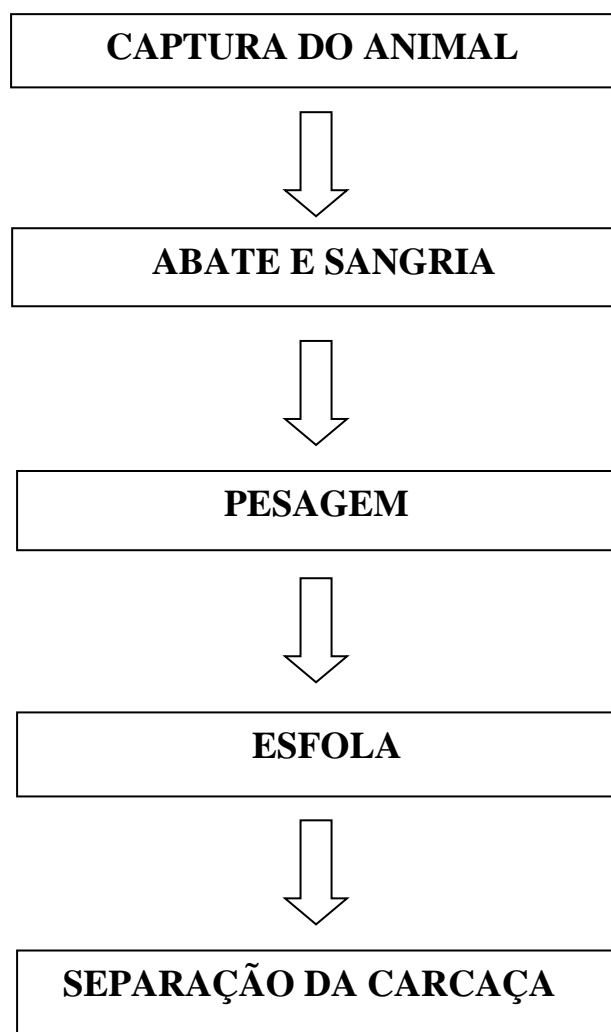 CAPTURA DO ANIMAL
ABATE E SANGRIA
PESAGEM
ESFOLA
SEPARAÇÃO DA CARCAÇA